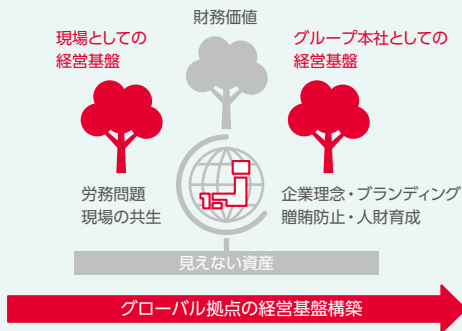 財務価値
現場としての
経営基盤
グループ本社としての
経営基盤
労務問題
現場の共生
企業理念・ブランディング
贈賄防止・人財育成
見えない資産
グローバル拠点の経営基盤構築